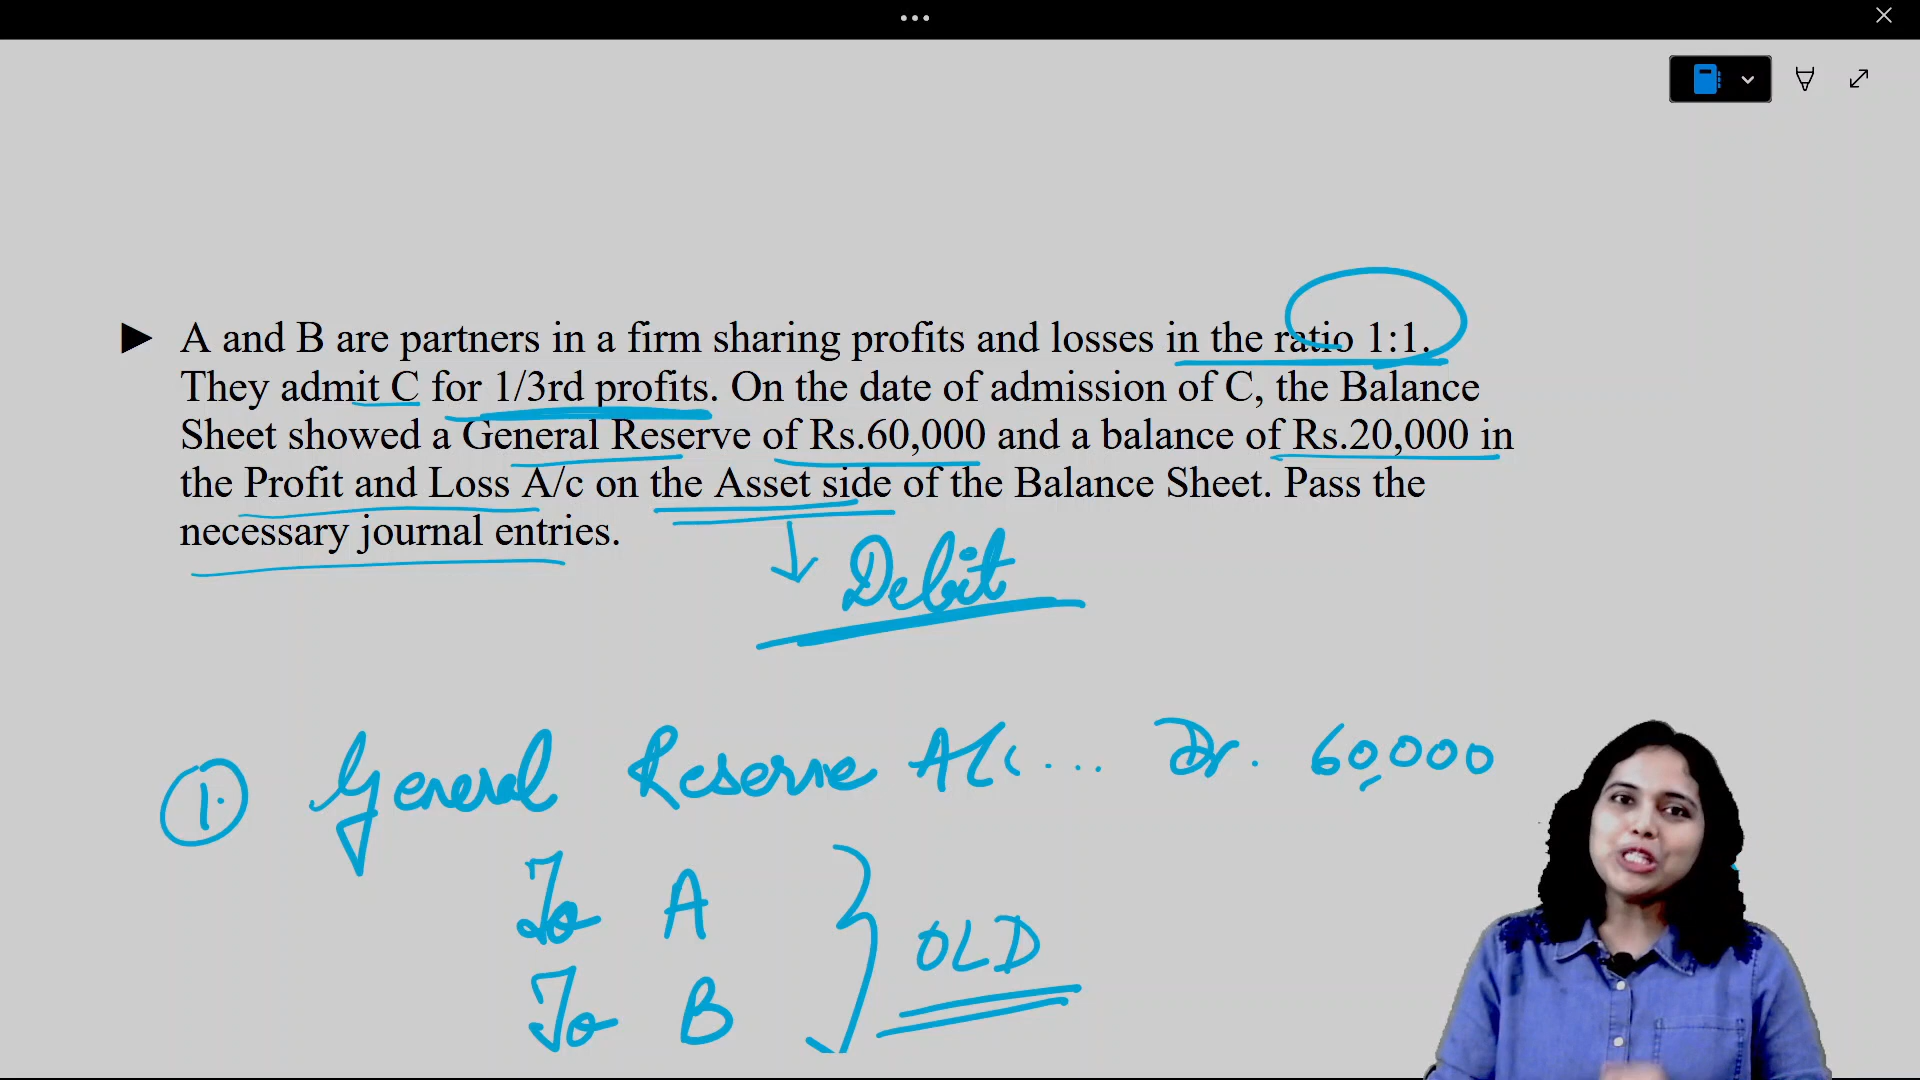 ► A and B are partners in a firm sharing profits and losses in the ratio 1:1.
They admit C for 1/3rd profits. On the date of admission of C, the Balance
Sheet showed a General Reserve of Rs.60,000 and a balance of Rs.20,000 in
the Profit and Loss A/c on the Asset side of the Balance Sheet. Pass the
necessary journal entries.
Debit
1. General Reserve A/c ... Dr. 60,000
To A
To B
OLD